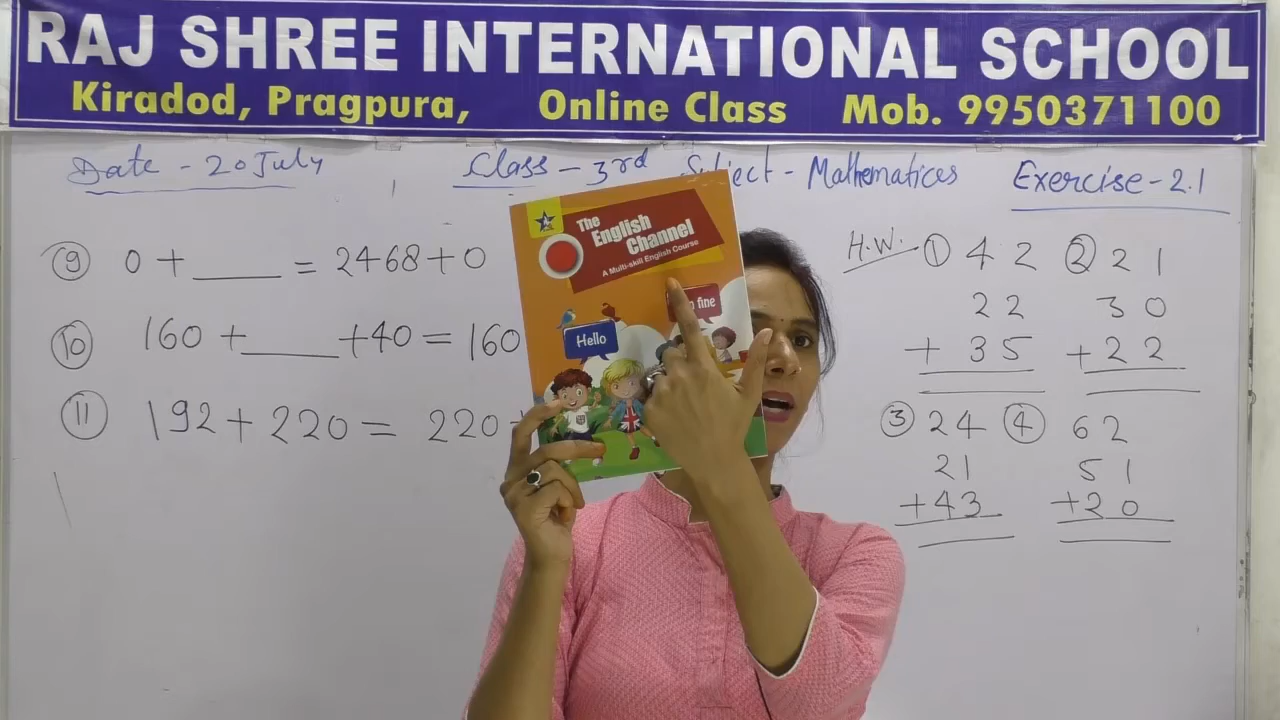 RAJ SHREE INTERNATIONAL SCHOOL
Kiradod, Pragpura, Online Class Mob. 9950371100
Date - 20 July Class - 3rd Subject - Mathematices Exercise - 2.1
⑨ 0 + ____ = 2468 + 0
⑩ 160 + ____ + 40 = 160
⑪ 192 + 220 = 220 +
The
English
Channel
A Multi-skill English Course
Hello
fine
H.W. ① 42 ② 21
22 30
+ 35 + 22
③ 24 ④ 62
21 51
+ 43 + 20